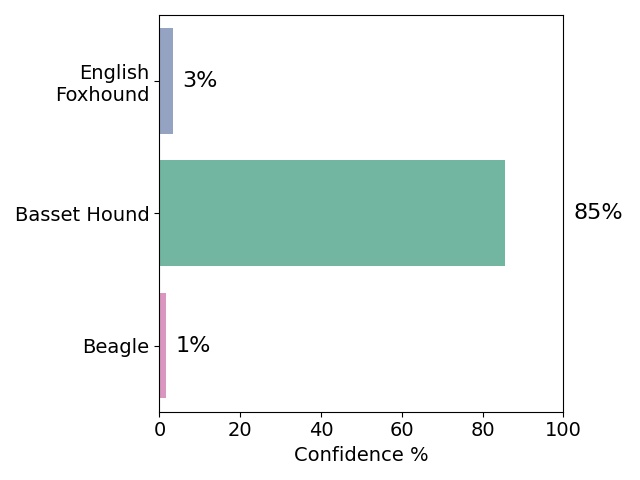 English
Foxhound
3%
Basset Hound
85%
Beagle
1%
0 20 40 60 80 100
Confidence %